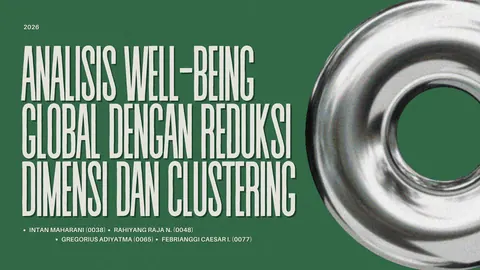 2026
ANALISIS WELL-BEING
GLOBAL DENGAN REDUKSI
DIMENSI DAN CLUSTERING
• INTAN MAHARANI (0038) • RAHIYANG RAJA N. (0048)
• GREGORIUS ADIYATMA (0065) • FEBRIANGGI CAESAR I. (0077)